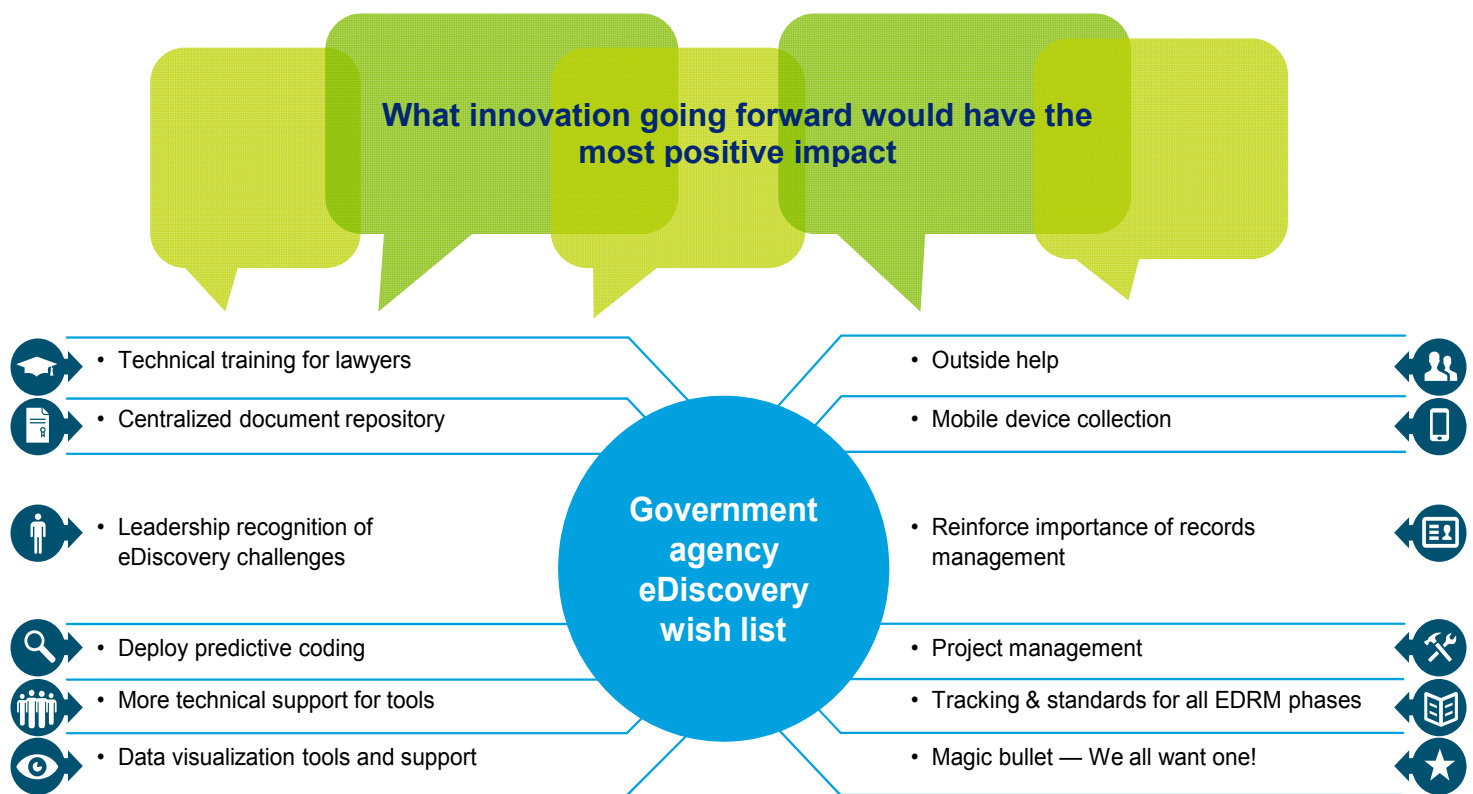 What innovation going forward would have the
most positive impact
• Technical training for lawyers
• Centralized document repository
• Leadership recognition of
eDiscovery challenges
• Deploy predictive coding
• More technical support for tools
• Data visualization tools and support
Government
agency
eDiscovery
wish list
• Outside help
• Mobile device collection
• Reinforce importance of records
management
• Project management
• Tracking & standards for all EDRM phases
• Magic bullet — We all want one!